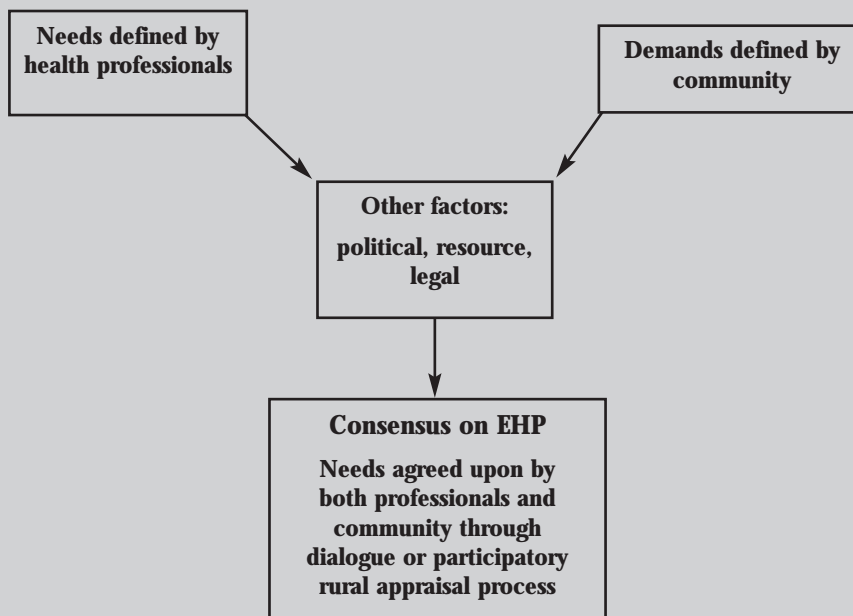 Needs defined by
health professionals
Demands defined by
community
Other factors:
political, resource,
legal
Consensus on EHP
Needs agreed upon by
both professionals and
community through
dialogue or participatory
rural appraisal process